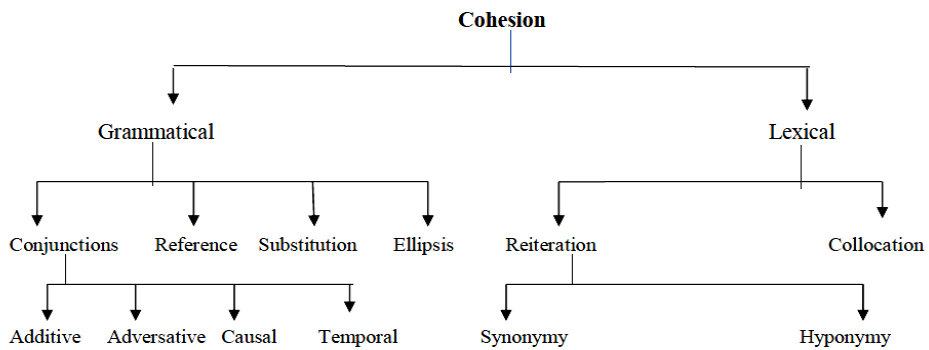 Cohesion
Grammatical Lexical
Conjunctions Reference Substitution Ellipsis Reiteration Collocation
Additive Adversative Causal Temporal Synonymy Hyponymy